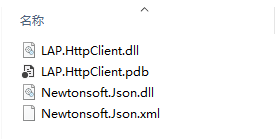 名称
LAP.HttpClient.dll
LAP.HttpClient.pdb
Newtonsoft.Json.dll
Newtonsoft.Json.xml